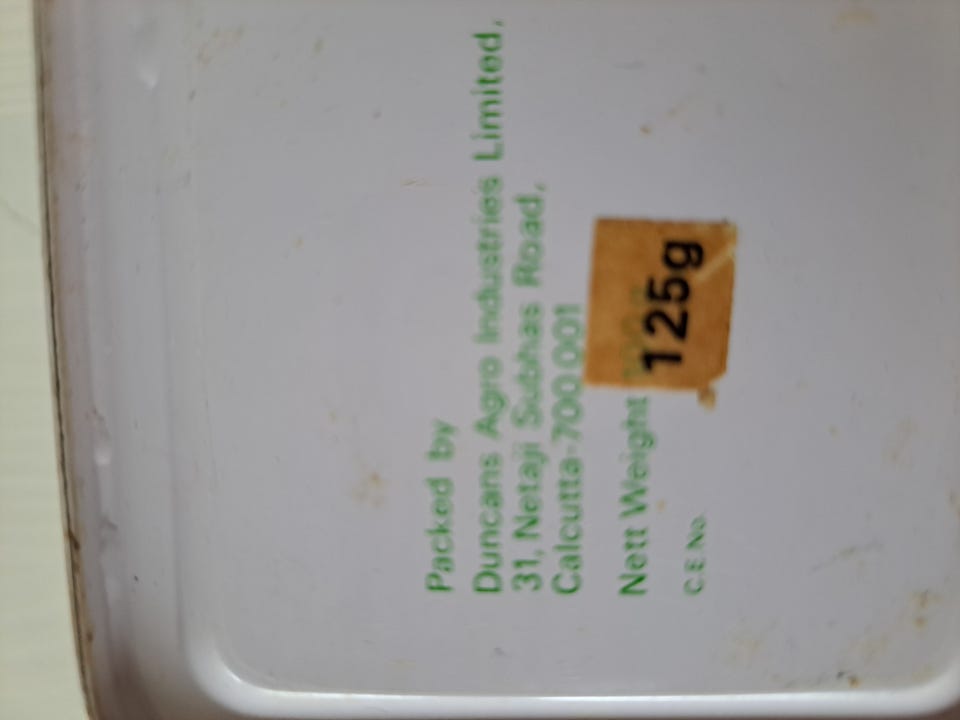 Packed by
Duncans Agro Industries Limited,
31, Netaji Subhas Road,
Calcutta-700 001
Nett Weight 125g
C.E. No.